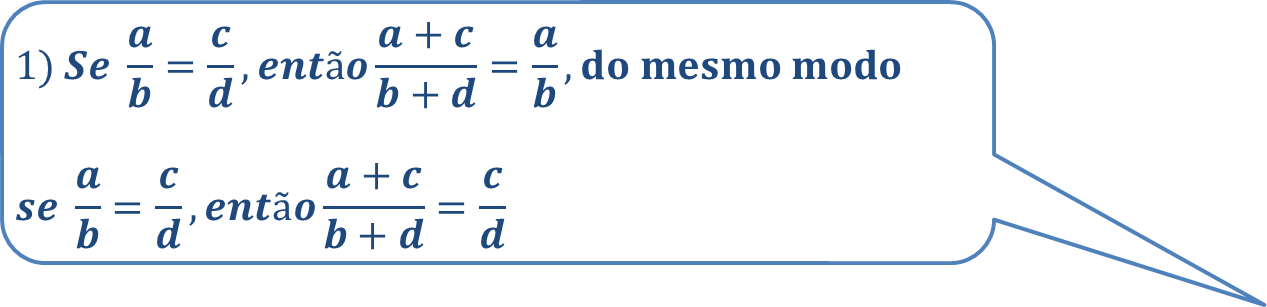 1) Se a/b = c/d, então (a + c)/(b + d) = a/b, do mesmo modo
se a/b = c/d, então (a + c)/(b + d) = c/d